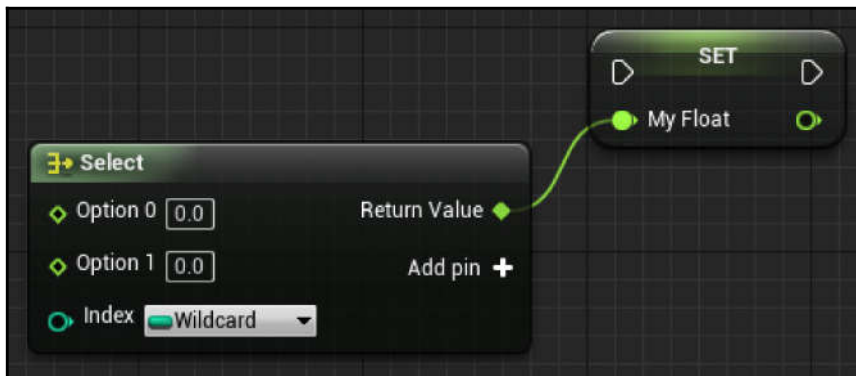 SET
My Float
Select
Option 0 0.0 Return Value
Option 1 0.0 Add pin
Index Wildcard